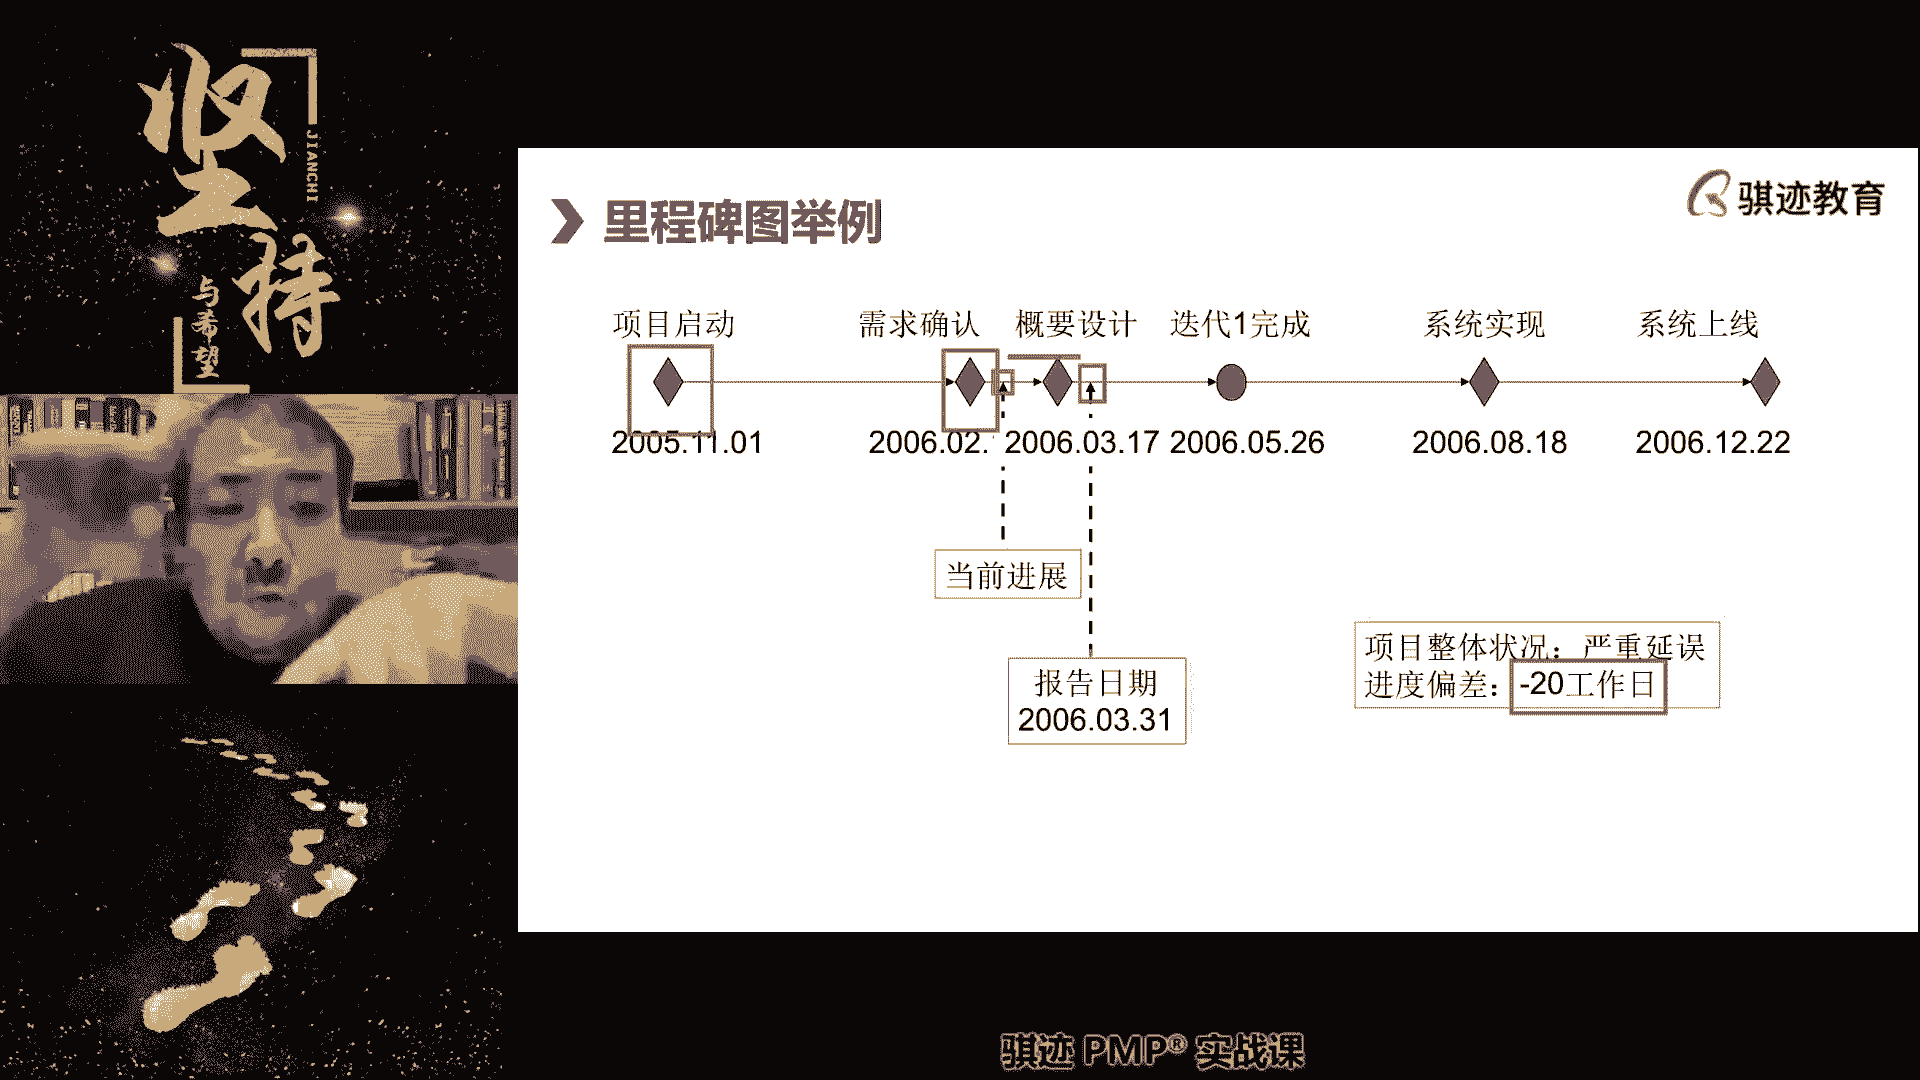 坚持
JIANCHI
与希望
骐迹教育
里程碑图举例
项目启动 需求确认 概要设计 迭代1完成 系统实现 系统上线
2005.11.01 2006.02. 2006.03.17 2006.05.26 2006.08.18 2006.12.22
当前进展
报告日期
2006.03.31
项目整体状况：严重延误
进度偏差：-20工作日
骐迹 PMP® 实战课